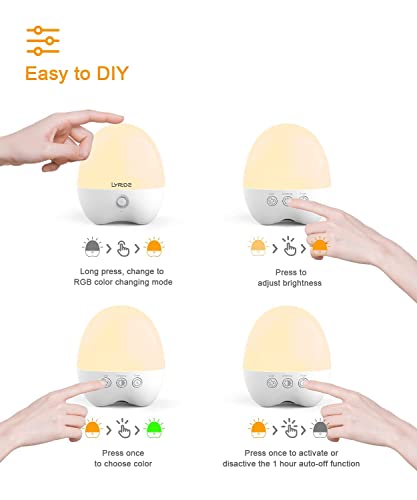 Easy to DIY
LYRIDZ
Long press, change to
RGB color changing mode
Press to
adjust brightness
Press once
to choose color
Press once to activate or
disactive the 1 hour auto-off function